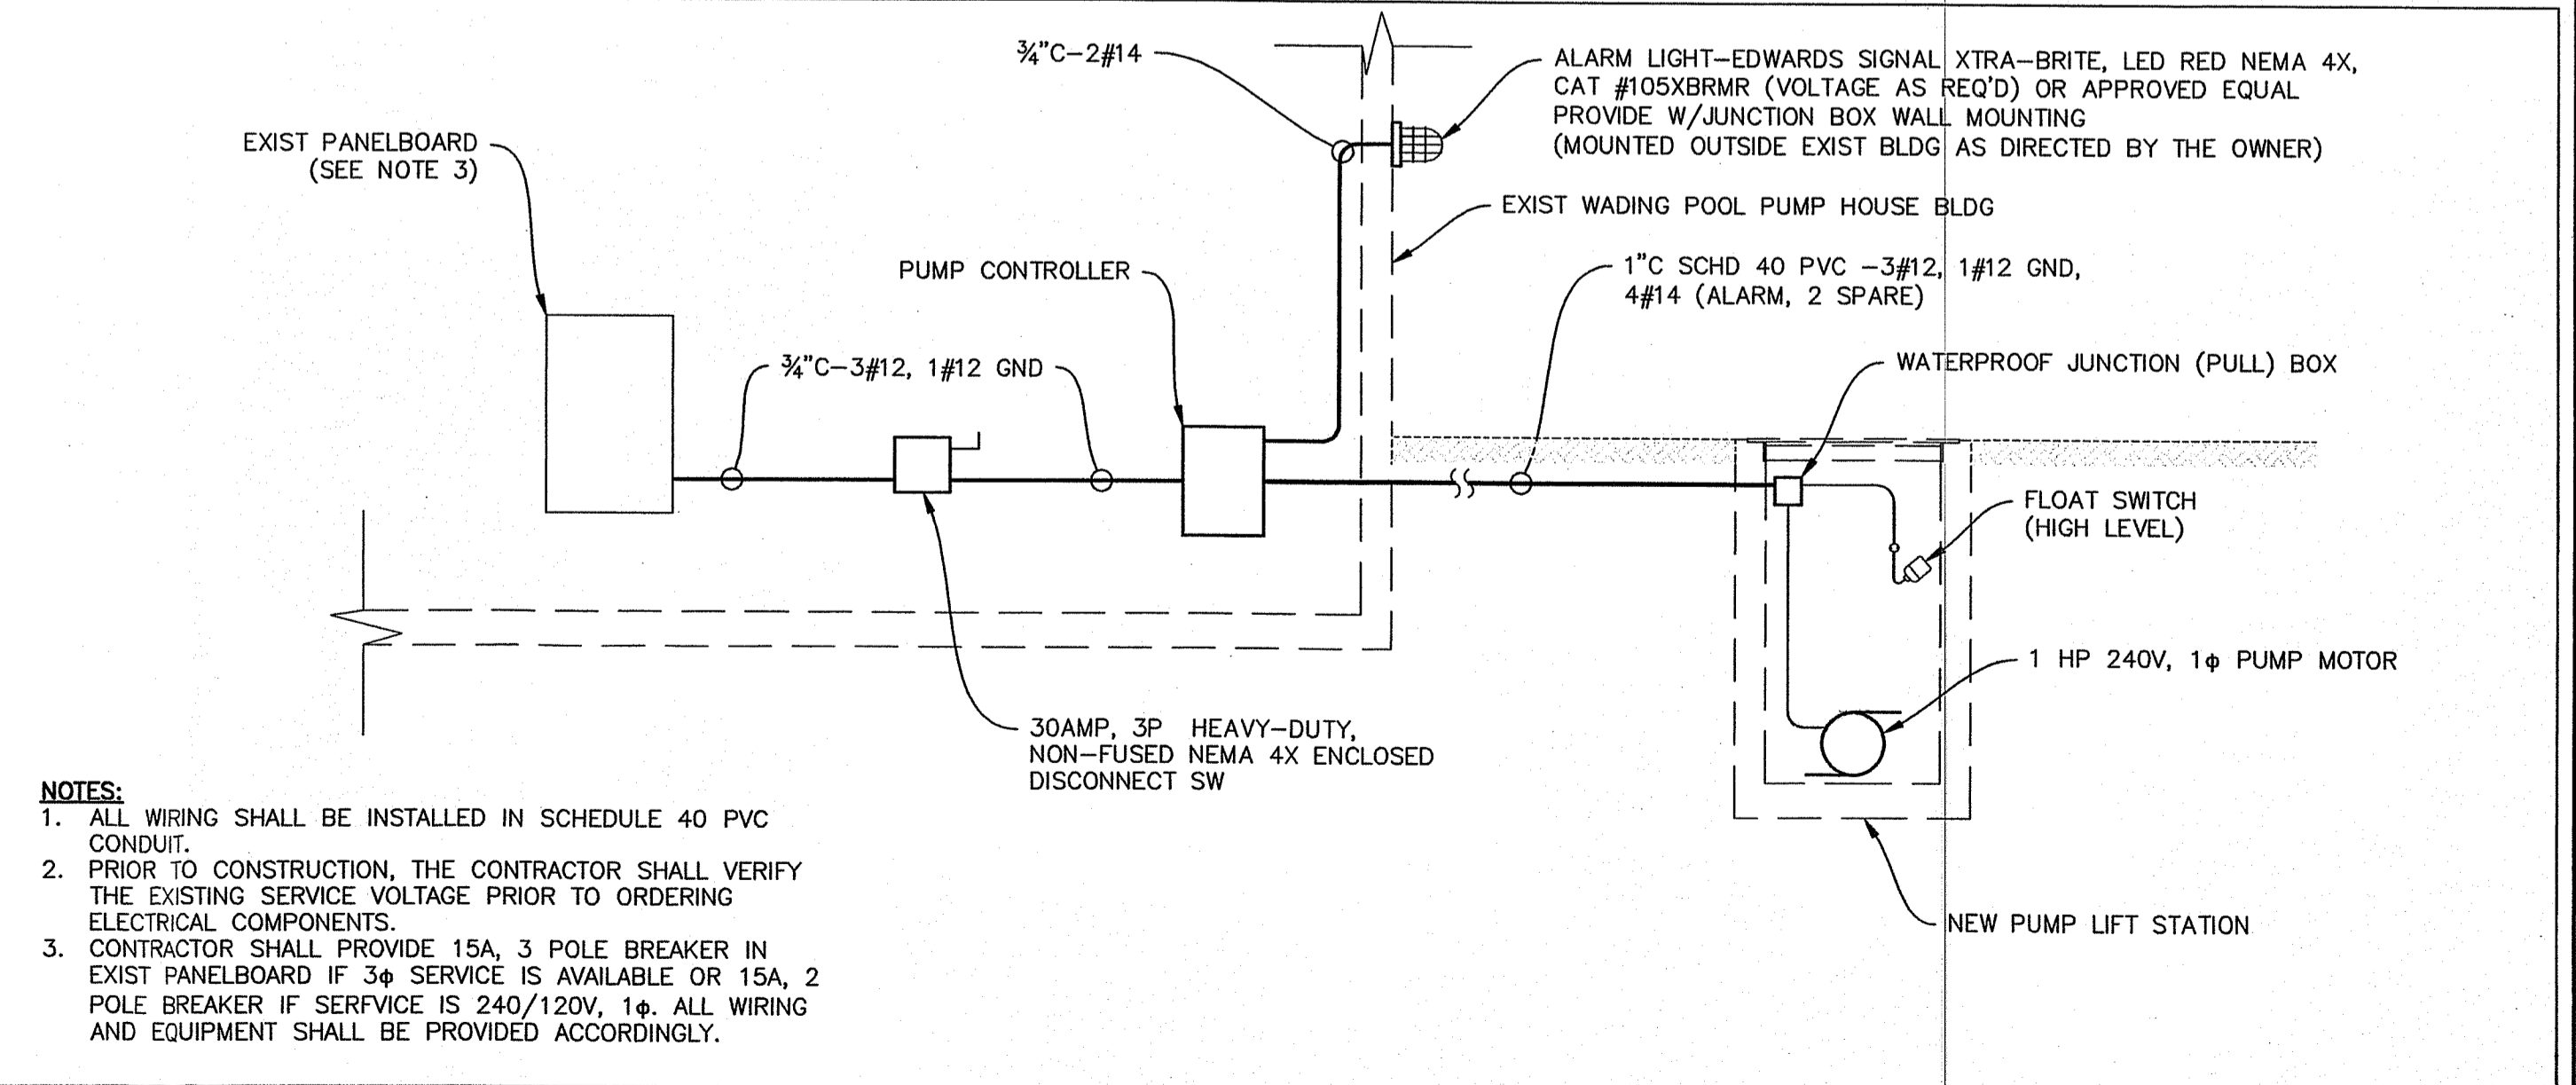 ¾"C-2#14
ALARM LIGHT-EDWARDS SIGNAL XTRA-BRITE, LED RED NEMA 4X,
CAT #105XBRMR (VOLTAGE AS REQ'D) OR APPROVED EQUAL
PROVIDE W/JUNCTION BOX WALL MOUNTING
(MOUNTED OUTSIDE EXIST BLDG AS DIRECTED BY THE OWNER)
EXIST PANELBOARD
(SEE NOTE 3)
EXIST WADING POOL PUMP HOUSE BLDG
PUMP CONTROLLER
1"C SCHD 40 PVC -3#12, 1#12 GND,
4#14 (ALARM, 2 SPARE)
¾"C-3#12, 1#12 GND
WATERPROOF JUNCTION (PULL) BOX
FLOAT SWITCH
(HIGH LEVEL)
1 HP 240V, 1ϕ PUMP MOTOR
30AMP, 3P HEAVY-DUTY,
NON-FUSED NEMA 4X ENCLOSED
DISCONNECT SW
NEW PUMP LIFT STATION
NOTES:
1. ALL WIRING SHALL BE INSTALLED IN SCHEDULE 40 PVC
CONDUIT.
2. PRIOR TO CONSTRUCTION, THE CONTRACTOR SHALL VERIFY
THE EXISTING SERVICE VOLTAGE PRIOR TO ORDERING
ELECTRICAL COMPONENTS.
3. CONTRACTOR SHALL PROVIDE 15A, 3 POLE BREAKER IN
EXIST PANELBOARD IF 3ϕ SERVICE IS AVAILABLE OR 15A, 2
POLE BREAKER IF SERFVICE IS 240/120V, 1ϕ. ALL WIRING
AND EQUIPMENT SHALL BE PROVIDED ACCORDINGLY.